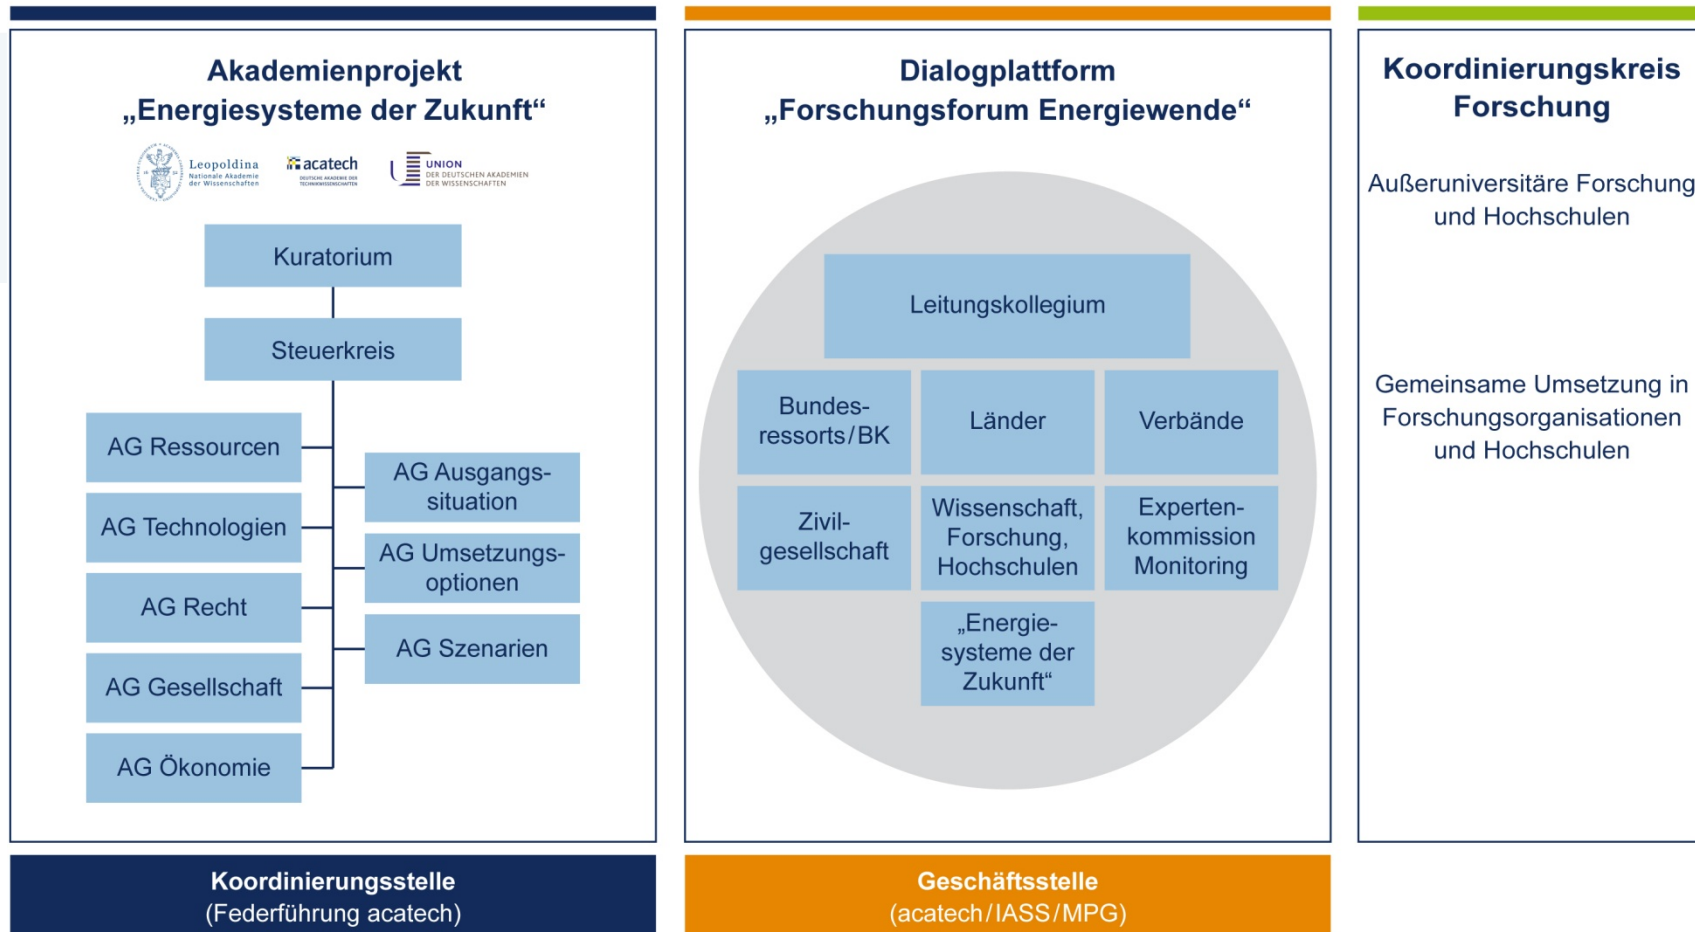 Akademienprojekt
„Energiesysteme der Zukunft“
Leopoldina
Nationale Akademie
der Wissenschaften
acatech
DEUTSCHE AKADEMIE DER
TECHNIKWISSENSCHAFTEN
UNION
DER DEUTSCHEN AKADEMIEN
DER WISSENSCHAFTEN
Kuratorium
Steuerkreis
AG Ressourcen
AG Technologien
AG Recht
AG Gesellschaft
AG Ökonomie
AG Ausgangs-
situation
AG Umsetzungs-
optionen
AG Szenarien
Koordinierungsstelle
(Federführung acatech)
Dialogplattform
„Forschungsforum Energiewende“
Leitungskollegium
Bundes-
ressorts/BK
Länder
Verbände
Zivil-
gesellschaft
Wissenschaft,
Forschung,
Hochschulen
Experten-
kommission
Monitoring
„Energie-
systeme der
Zukunft“
Geschäftsstelle
(acatech/IASS/MPG)
Koordinierungskreis
Forschung
Außeruniversitäre Forschung
und Hochschulen
Gemeinsame Umsetzung in
Forschungsorganisationen
und Hochschulen